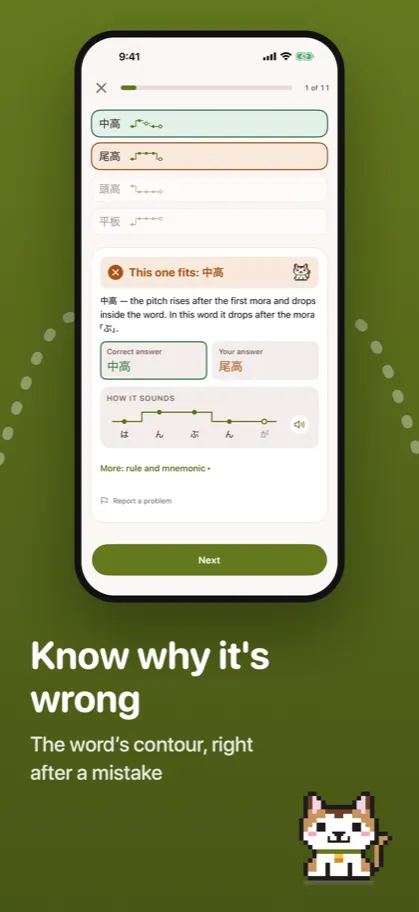 9:41
1 of 11
中高
尾高
頭高
平板
This one fits: 中高
中高 — the pitch rises after the first mora and drops
inside the word. In this word it drops after the mora
「ぶ」.
Correct answer
中高
Your answer
尾高
HOW IT SOUNDS
は ん ぶ ん が
More: rule and mnemonic
Report a problem
Next
Know why it's
wrong
The word's contour, right
after a mistake